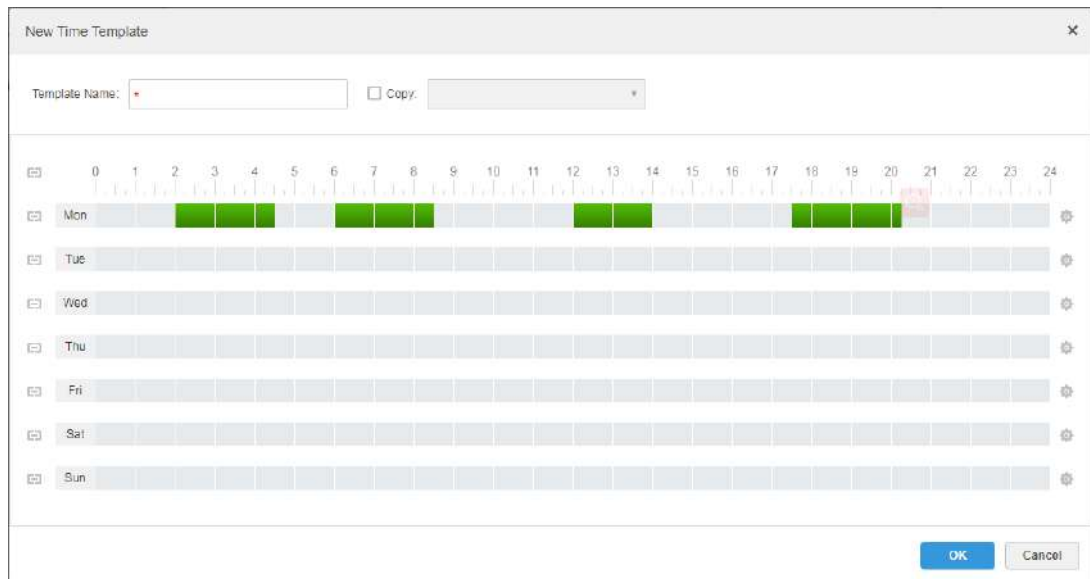 New Time Template
Template Name: * Copy:
0 1 2 3 4 5 6 7 8 9 10 11 12 13 14 15 16 17 18 19 20 21 22 23 24
Mon
Tue
Wed
Thu
Fri
Sat
Sun
OK Cancel